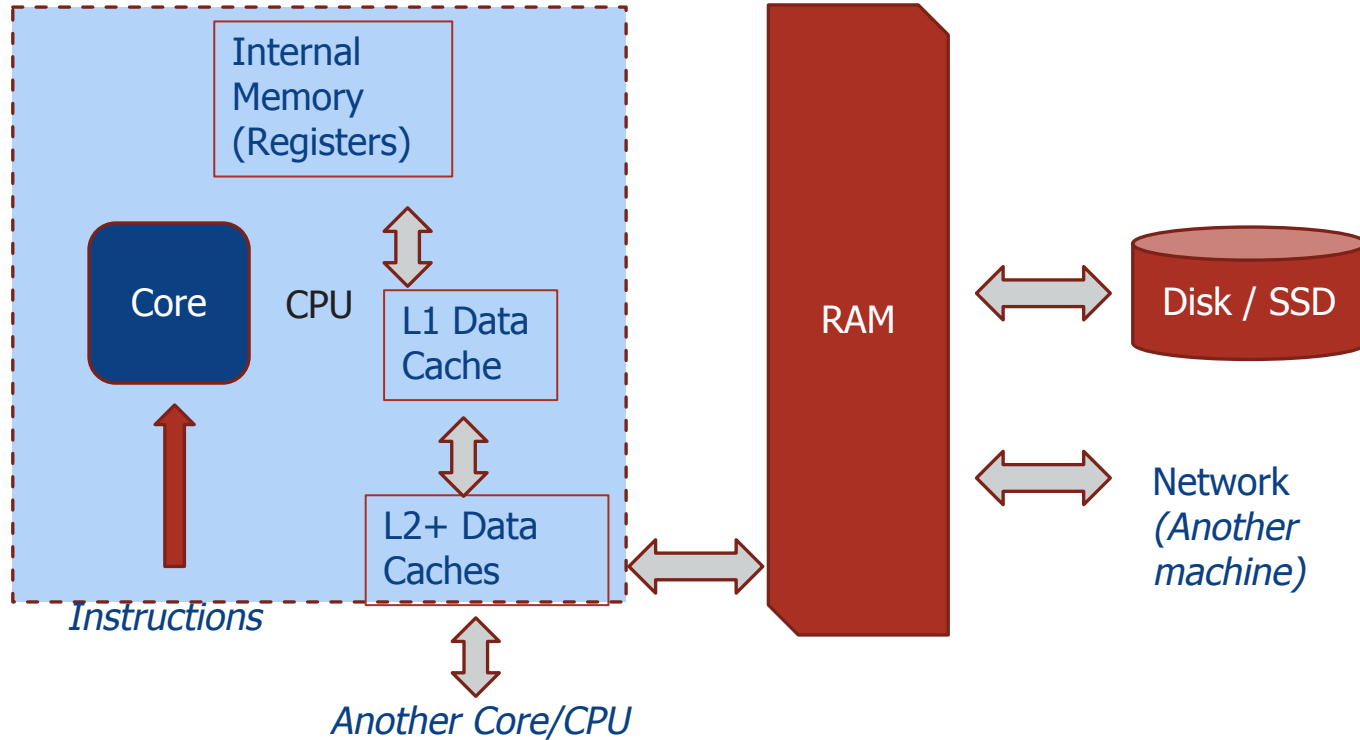 Internal
Memory
(Registers)
Core
CPU
L1 Data
Cache
L2+ Data
Caches
Instructions
Another Core/CPU
RAM
Disk / SSD
Network
(Another
machine)